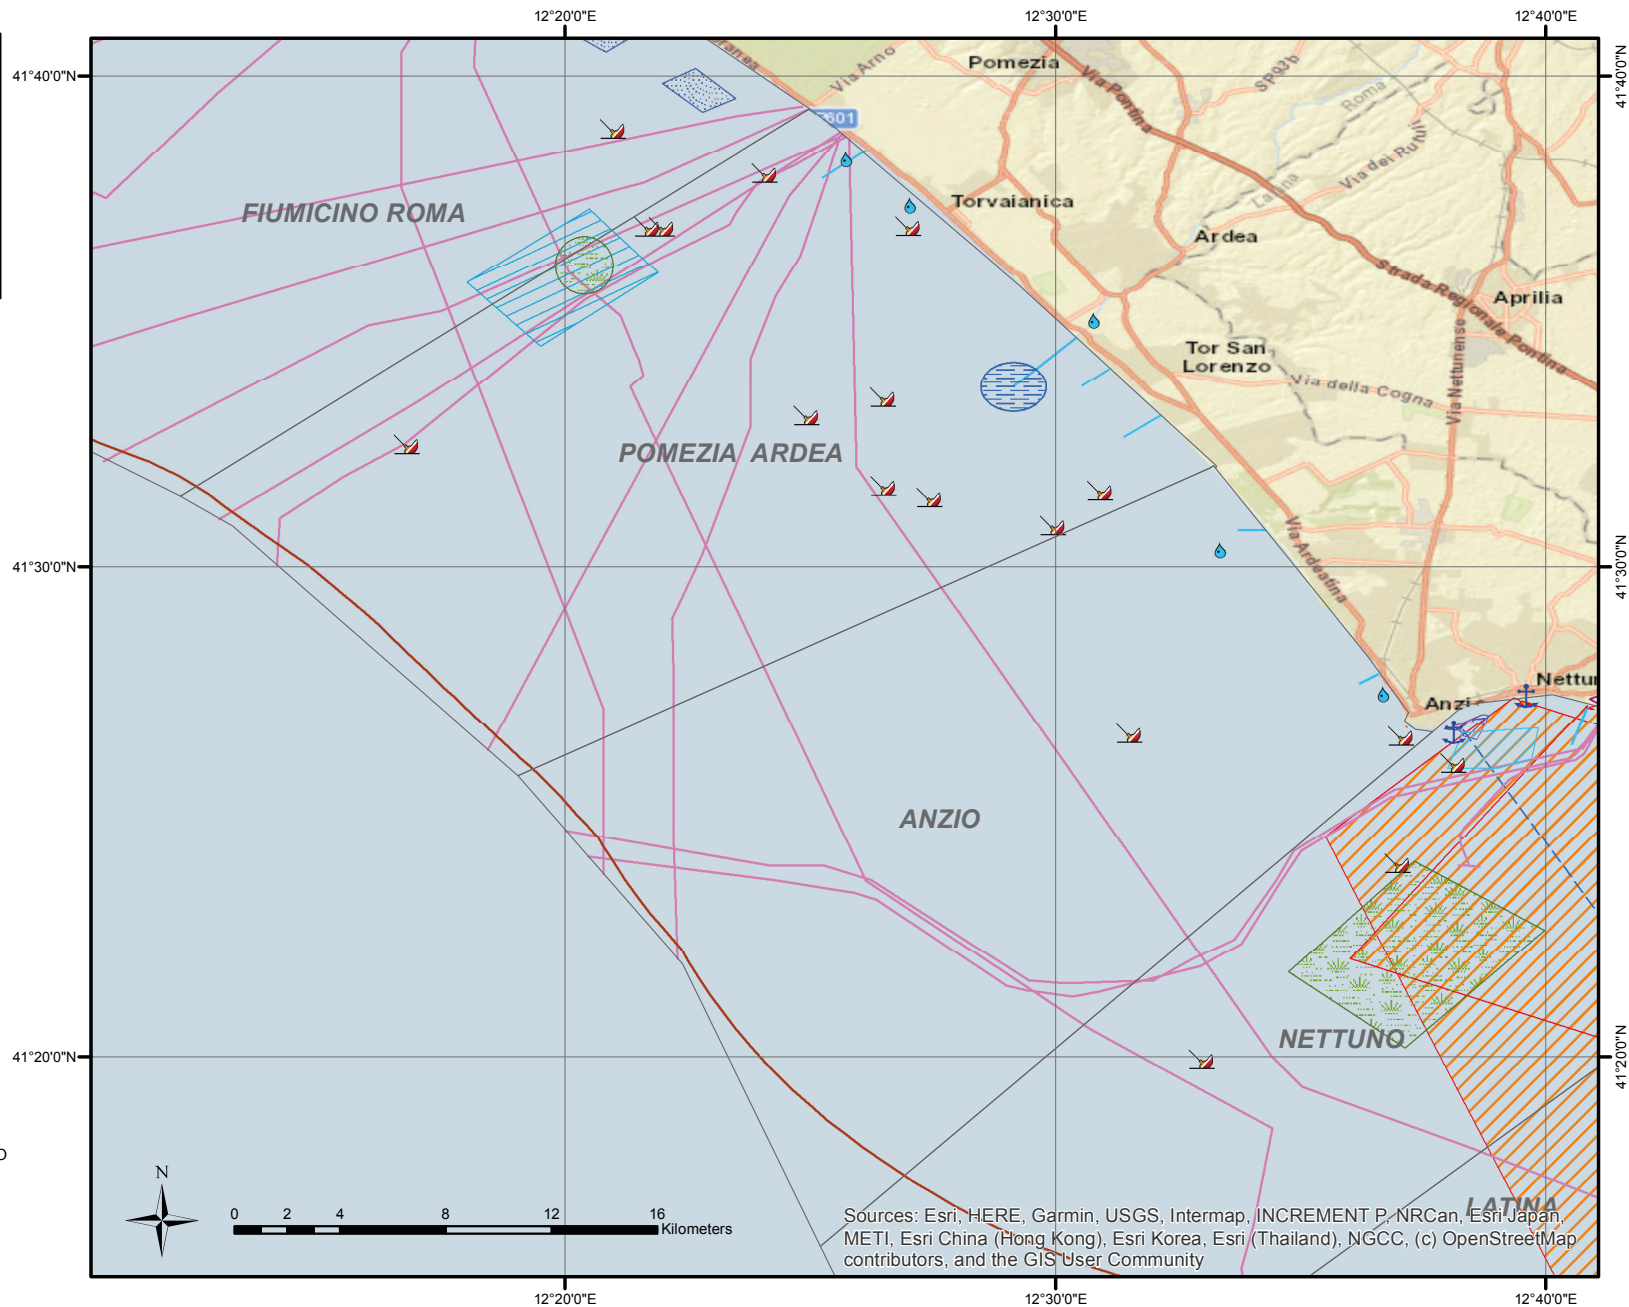 12°20'0"E
12°30'0"E
12°40'0"E
41°40'0"N
41°40'0"N
Pomezia
Via Arno
SP93b
Via Pontina
Roma
601
FIUMICINO ROMA
Torvaianica
Latina
Via dei Rutuli
Ardea
Strada Regionale Pontina
Aprilia
Tor San
Lorenzo
Via della Cogna
Via Nettunense
POMEZIA ARDEA
41°30'0"N
41°30'0"N
Via Ardeatina
Anzi
Nettun
ANZIO
NETTUNO
41°20'0"N
41°20'0"N
LATINA
N
0 2 4 8 12 16
Kilometers
Sources: Esri, HERE, Garmin, USGS, Intermap, INCREMENT P, NRCan, Esri Japan,
METI, Esri China (Hong Kong), Esri Korea, Esri (Thailand), NGCC, (c) OpenStreetMap
contributors, and the GIS User Community
12°20'0"E
12°30'0"E
12°40'0"E